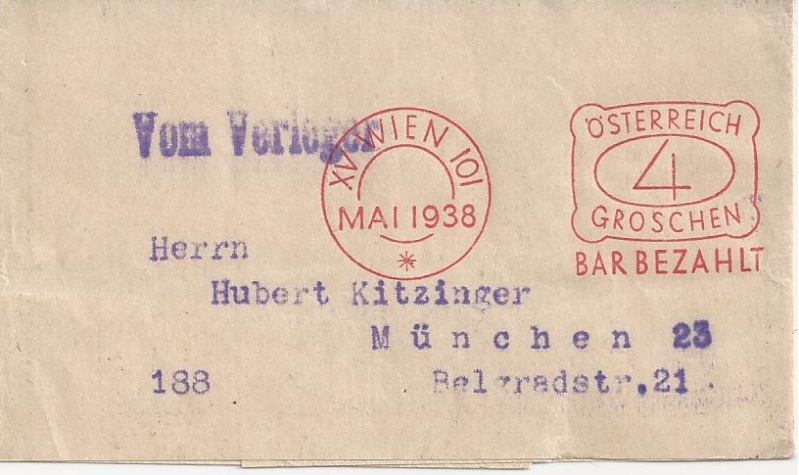 Vom Verleger
XV WIEN 101
MAI 1938
*
ÖSTERREICH
4
GROSCHEN
BAR BEZAHLT
Herrn
Hubert Kitzinger
München 23
188 Belgradstr.21.